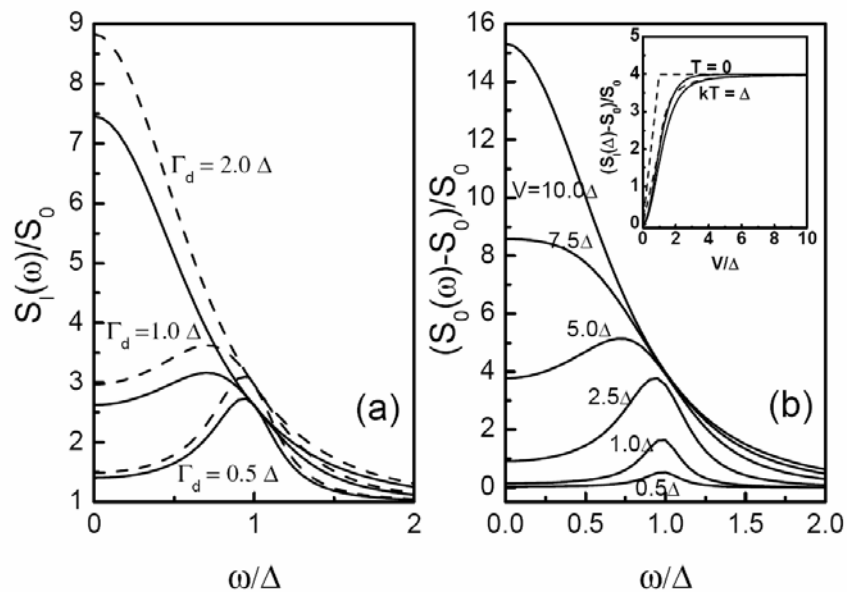 9
8
7
6
5
4
3
2
1
S_I(ω)/S_0
Γ_d = 2.0 Δ
Γ_d = 1.0 Δ
Γ_d = 0.5 Δ
(a)
0 1 2
ω/Δ
16
14
12
10
8
6
4
2
0
(S_0(ω)-S_0)/S_0
V=10.0Δ
7.5Δ
5.0Δ
2.5Δ
1.0Δ
0.5Δ
(b)
0.0 0.5 1.0 1.5 2.0
ω/Δ
5
4
3
2
1
0
(S_I(Δ)-S_0)/S_0
T = 0
kT = Δ
0 2 4 6 8 10
V/Δ